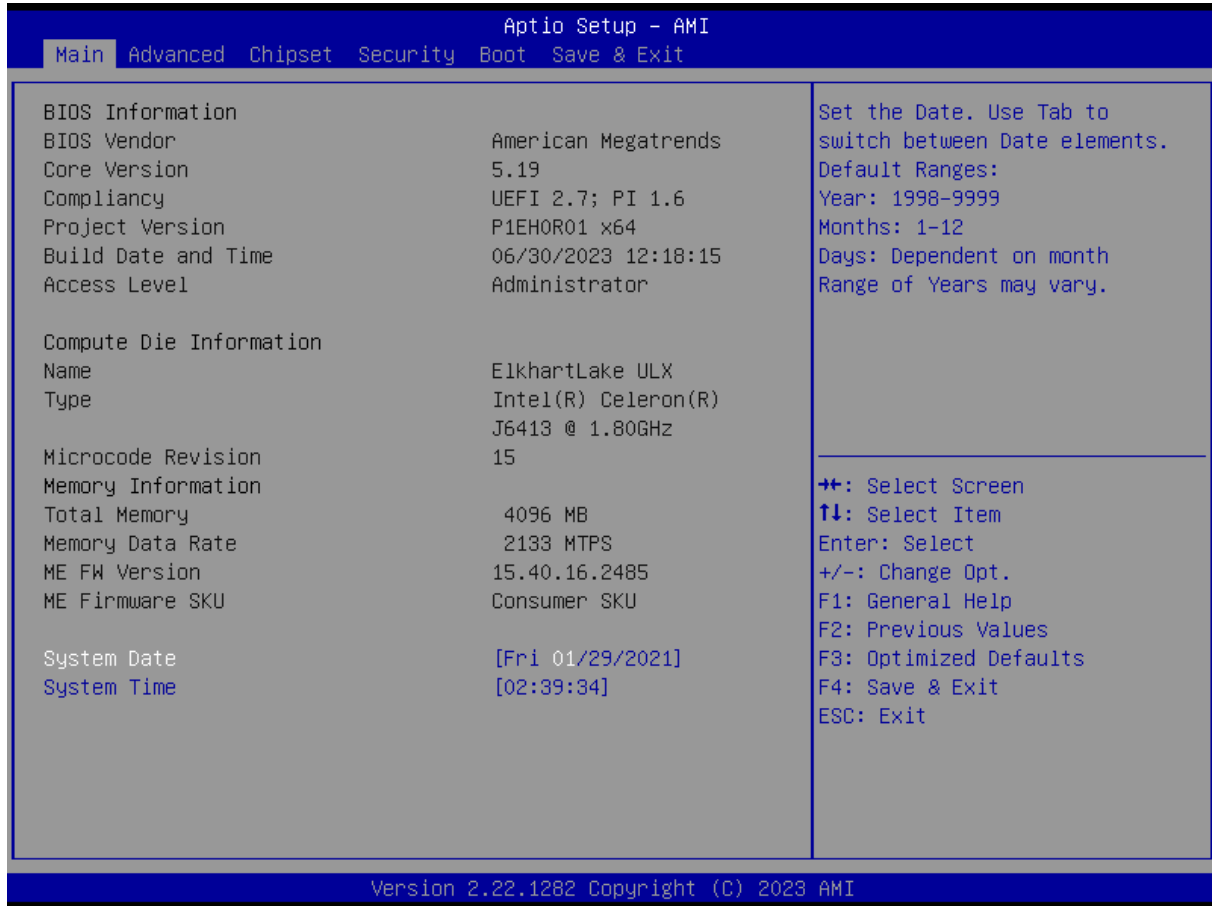 Aptio Setup – AMI
Main Advanced Chipset Security Boot Save & Exit
BIOS Information
BIOS Vendor American Megatrends
Core Version 5.19
Compliancy UEFI 2.7; PI 1.6
Project Version P1EH0R01 x64
Build Date and Time 06/30/2023 12:18:15
Access Level Administrator
Compute Die Information
Name ElkhartLake ULX
Type Intel(R) Celeron(R)
J6413 @ 1.80GHz
Microcode Revision 15
Memory Information
Total Memory 4096 MB
Memory Data Rate 2133 MTPS
ME FW Version 15.40.16.2485
ME Firmware SKU Consumer SKU
System Date [Fri 01/29/2021]
System Time [02:39:34]
Set the Date. Use Tab to
switch between Date elements.
Default Ranges:
Year: 1998-9999
Months: 1-12
Days: Dependent on month
Range of Years may vary.
→←: Select Screen
↑↓: Select Item
Enter: Select
+/-: Change Opt.
F1: General Help
F2: Previous Values
F3: Optimized Defaults
F4: Save & Exit
ESC: Exit
Version 2.22.1282 Copyright (C) 2023 AMI